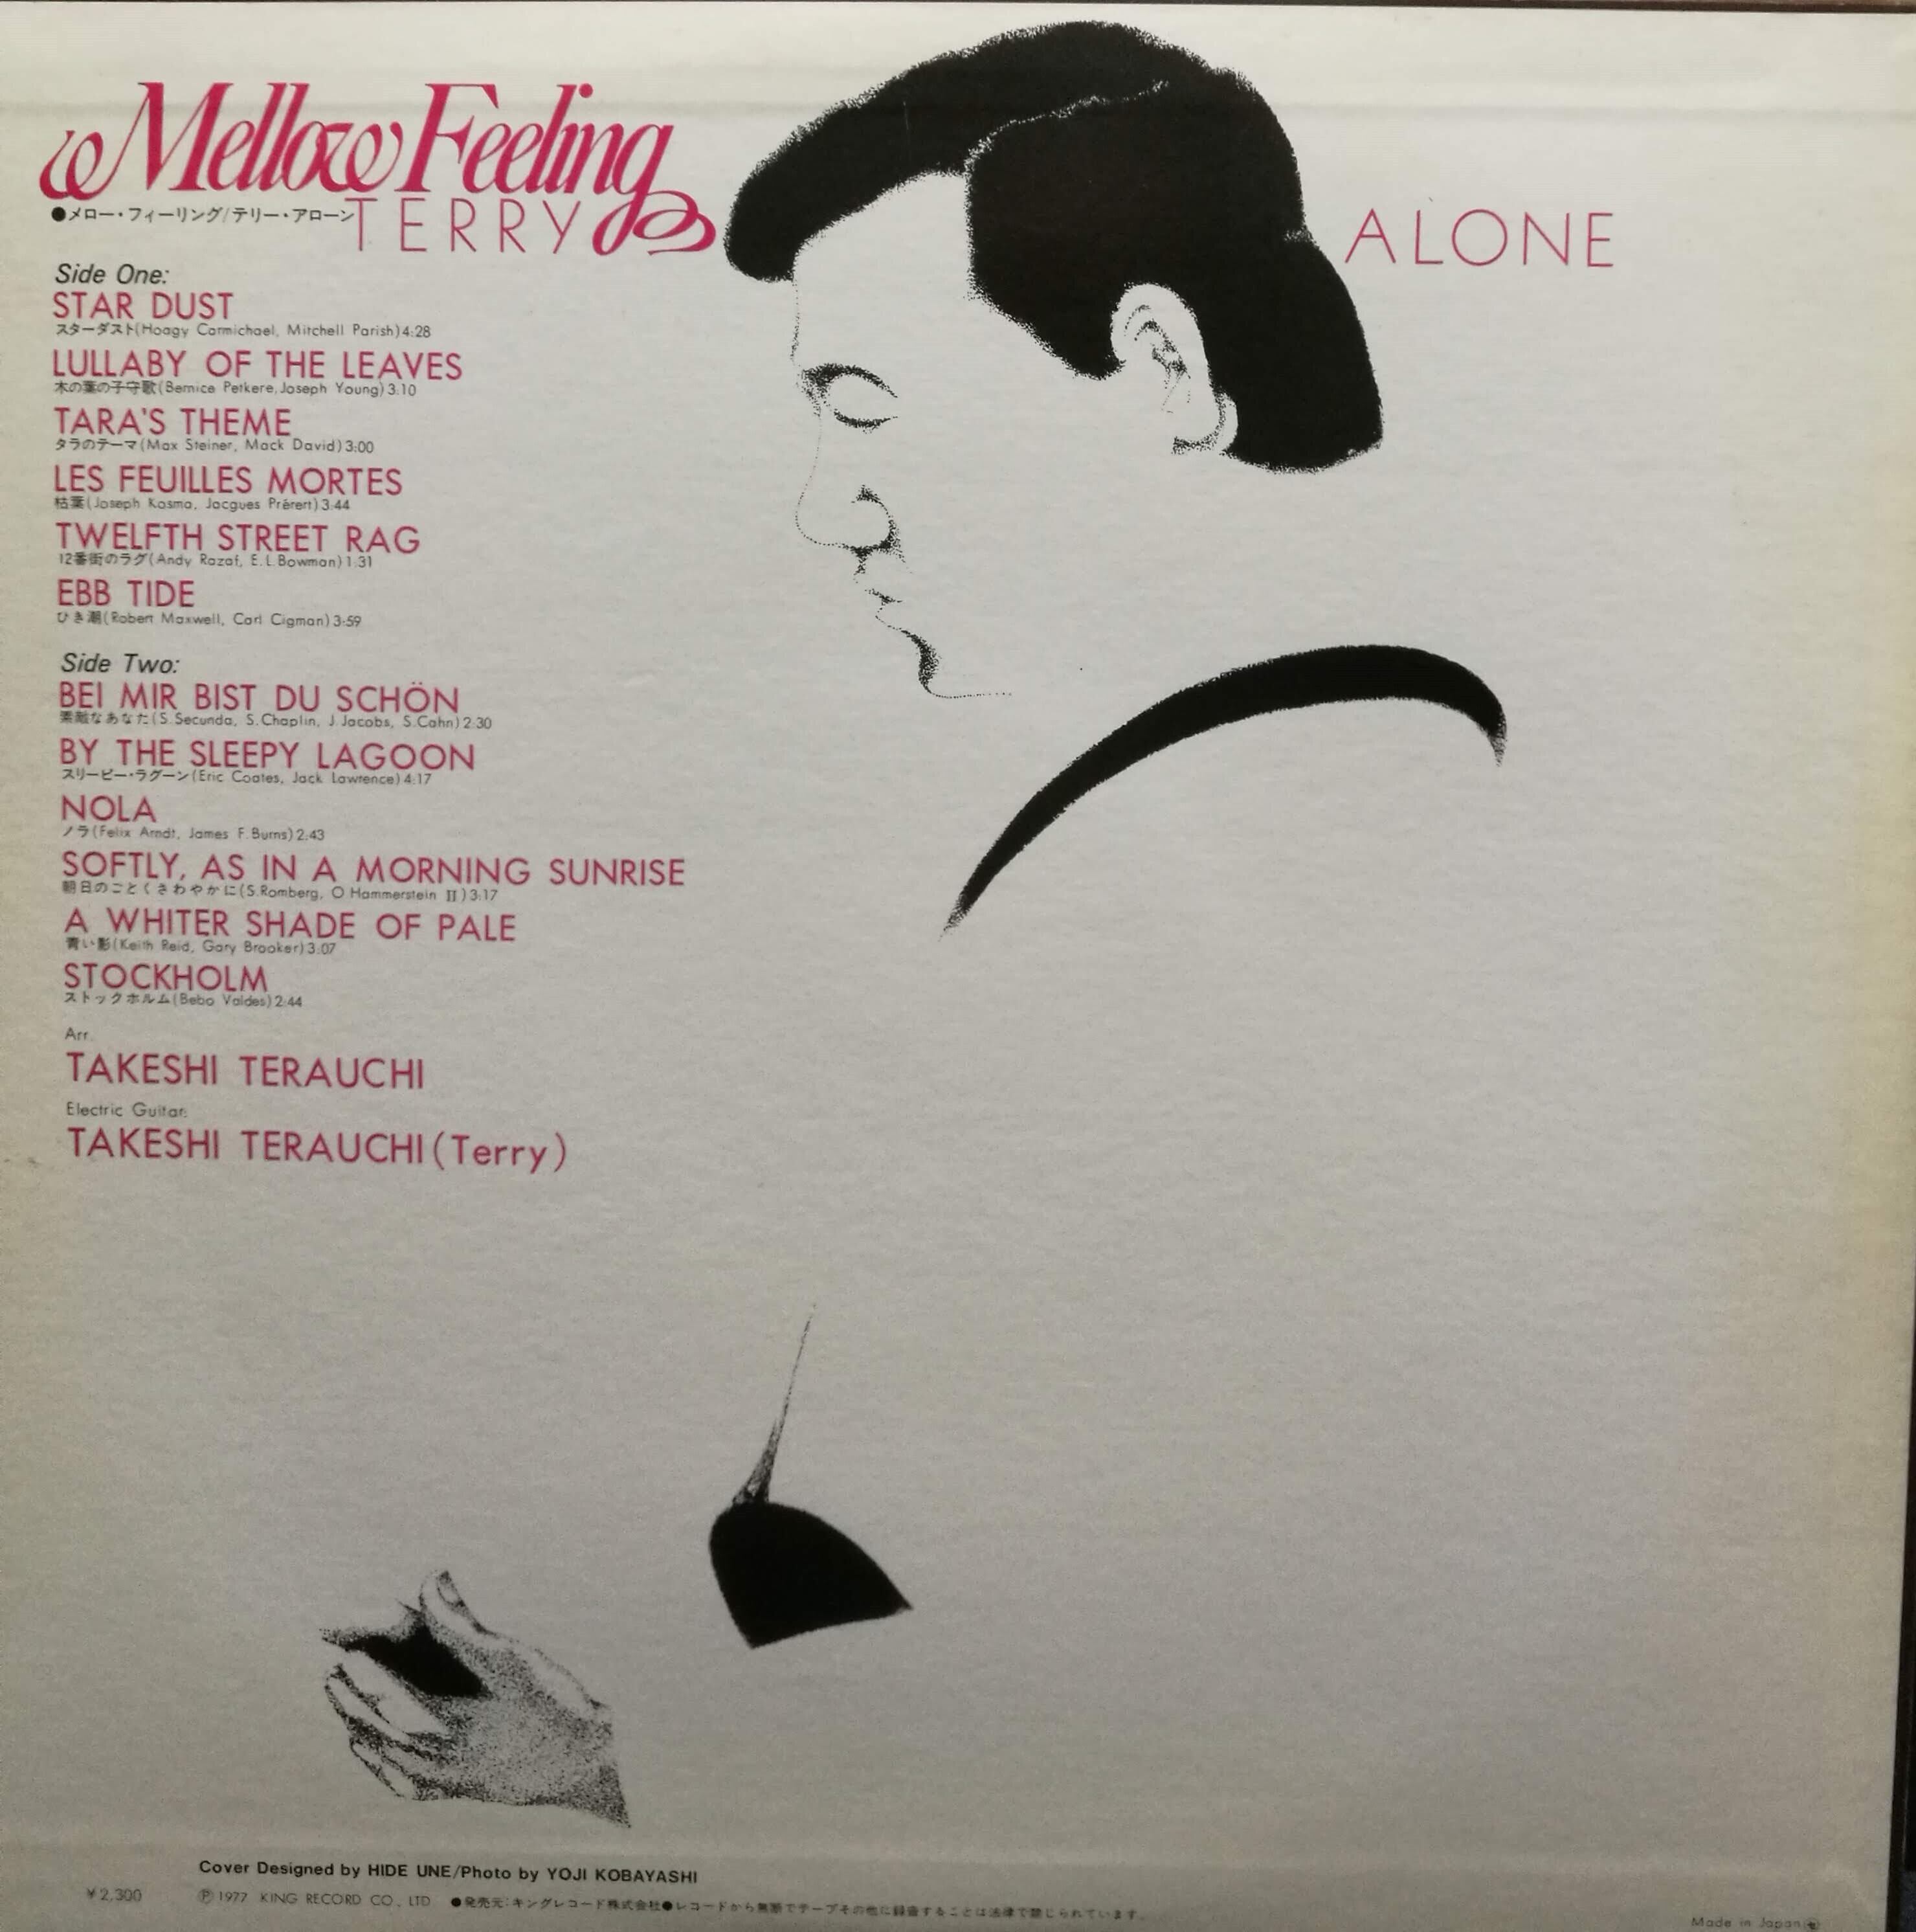 Mellow Feeling
●メロー・フィーリング/テリー・アローン
TERRY ALONE
Side One:
STAR DUST
スターダスト(Hoagy Carmichael, Mitchell Parish)4:28
LULLABY OF THE LEAVES
木の葉の子守歌(Bernice Petkere,Joseph Young)3:10
TARA'S THEME
タラのテーマ(Max Steiner, Mack David)3:00
LES FEUILLES MORTES
枯葉(Joseph Kosma, Jacques Prérert)3:44
TWELFTH STREET RAG
12番街のラグ(Andy Razaf, E.L.Bowman)1:31
EBB TIDE
ひき潮(Robert Maxwell, Carl Cigman)3:59
Side Two:
BEI MIR BIST DU SCHÖN
素敵なあなた(S.Secunda, S.Chaplin, J.Jacobs, S.Cahn)2:30
BY THE SLEEPY LAGOON
スリーピー・ラグーン(Eric Coates, Jack Lawrence)4:17
NOLA
ノラ(Felix Arndt, James F.Burns)2:43
SOFTLY, AS IN A MORNING SUNRISE
朝日のごとくさわやかに(S.Romberg, O.Hammerstein II)3:17
A WHITER SHADE OF PALE
青い影(Keith Reid, Gary Brooker)3:07
STOCKHOLM
ストックホルム(Bebo Valdes)2:44
Arr.
TAKESHI TERAUCHI
Electric Guitar:
TAKESHI TERAUCHI(Terry)
Cover Designed by HIDE UNE/Photo by YOJI KOBAYASHI
¥2,300 Ⓟ1977 KING RECORD CO., LTD ●発売元:キングレコード株式会社●レコードから無断でテープその他に録音することは法律で禁じられています。
Made in Japan